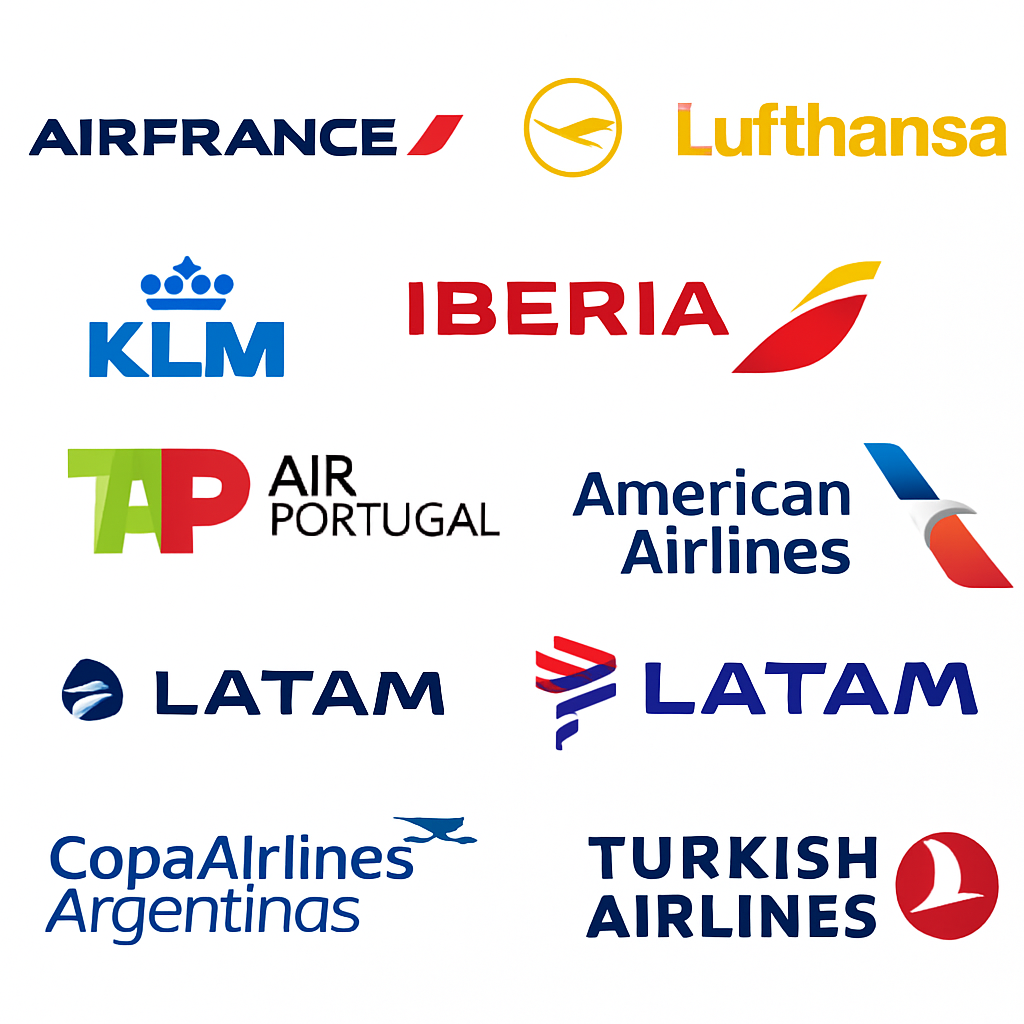 AIRFRANCE
Lufthansa
KLM
IBERIA
TAP AIR
PORTUGAL
American
Airlines
LATAM
LATAM
CopaAIrlines
Argentinas
TURKISH
AIRLINES